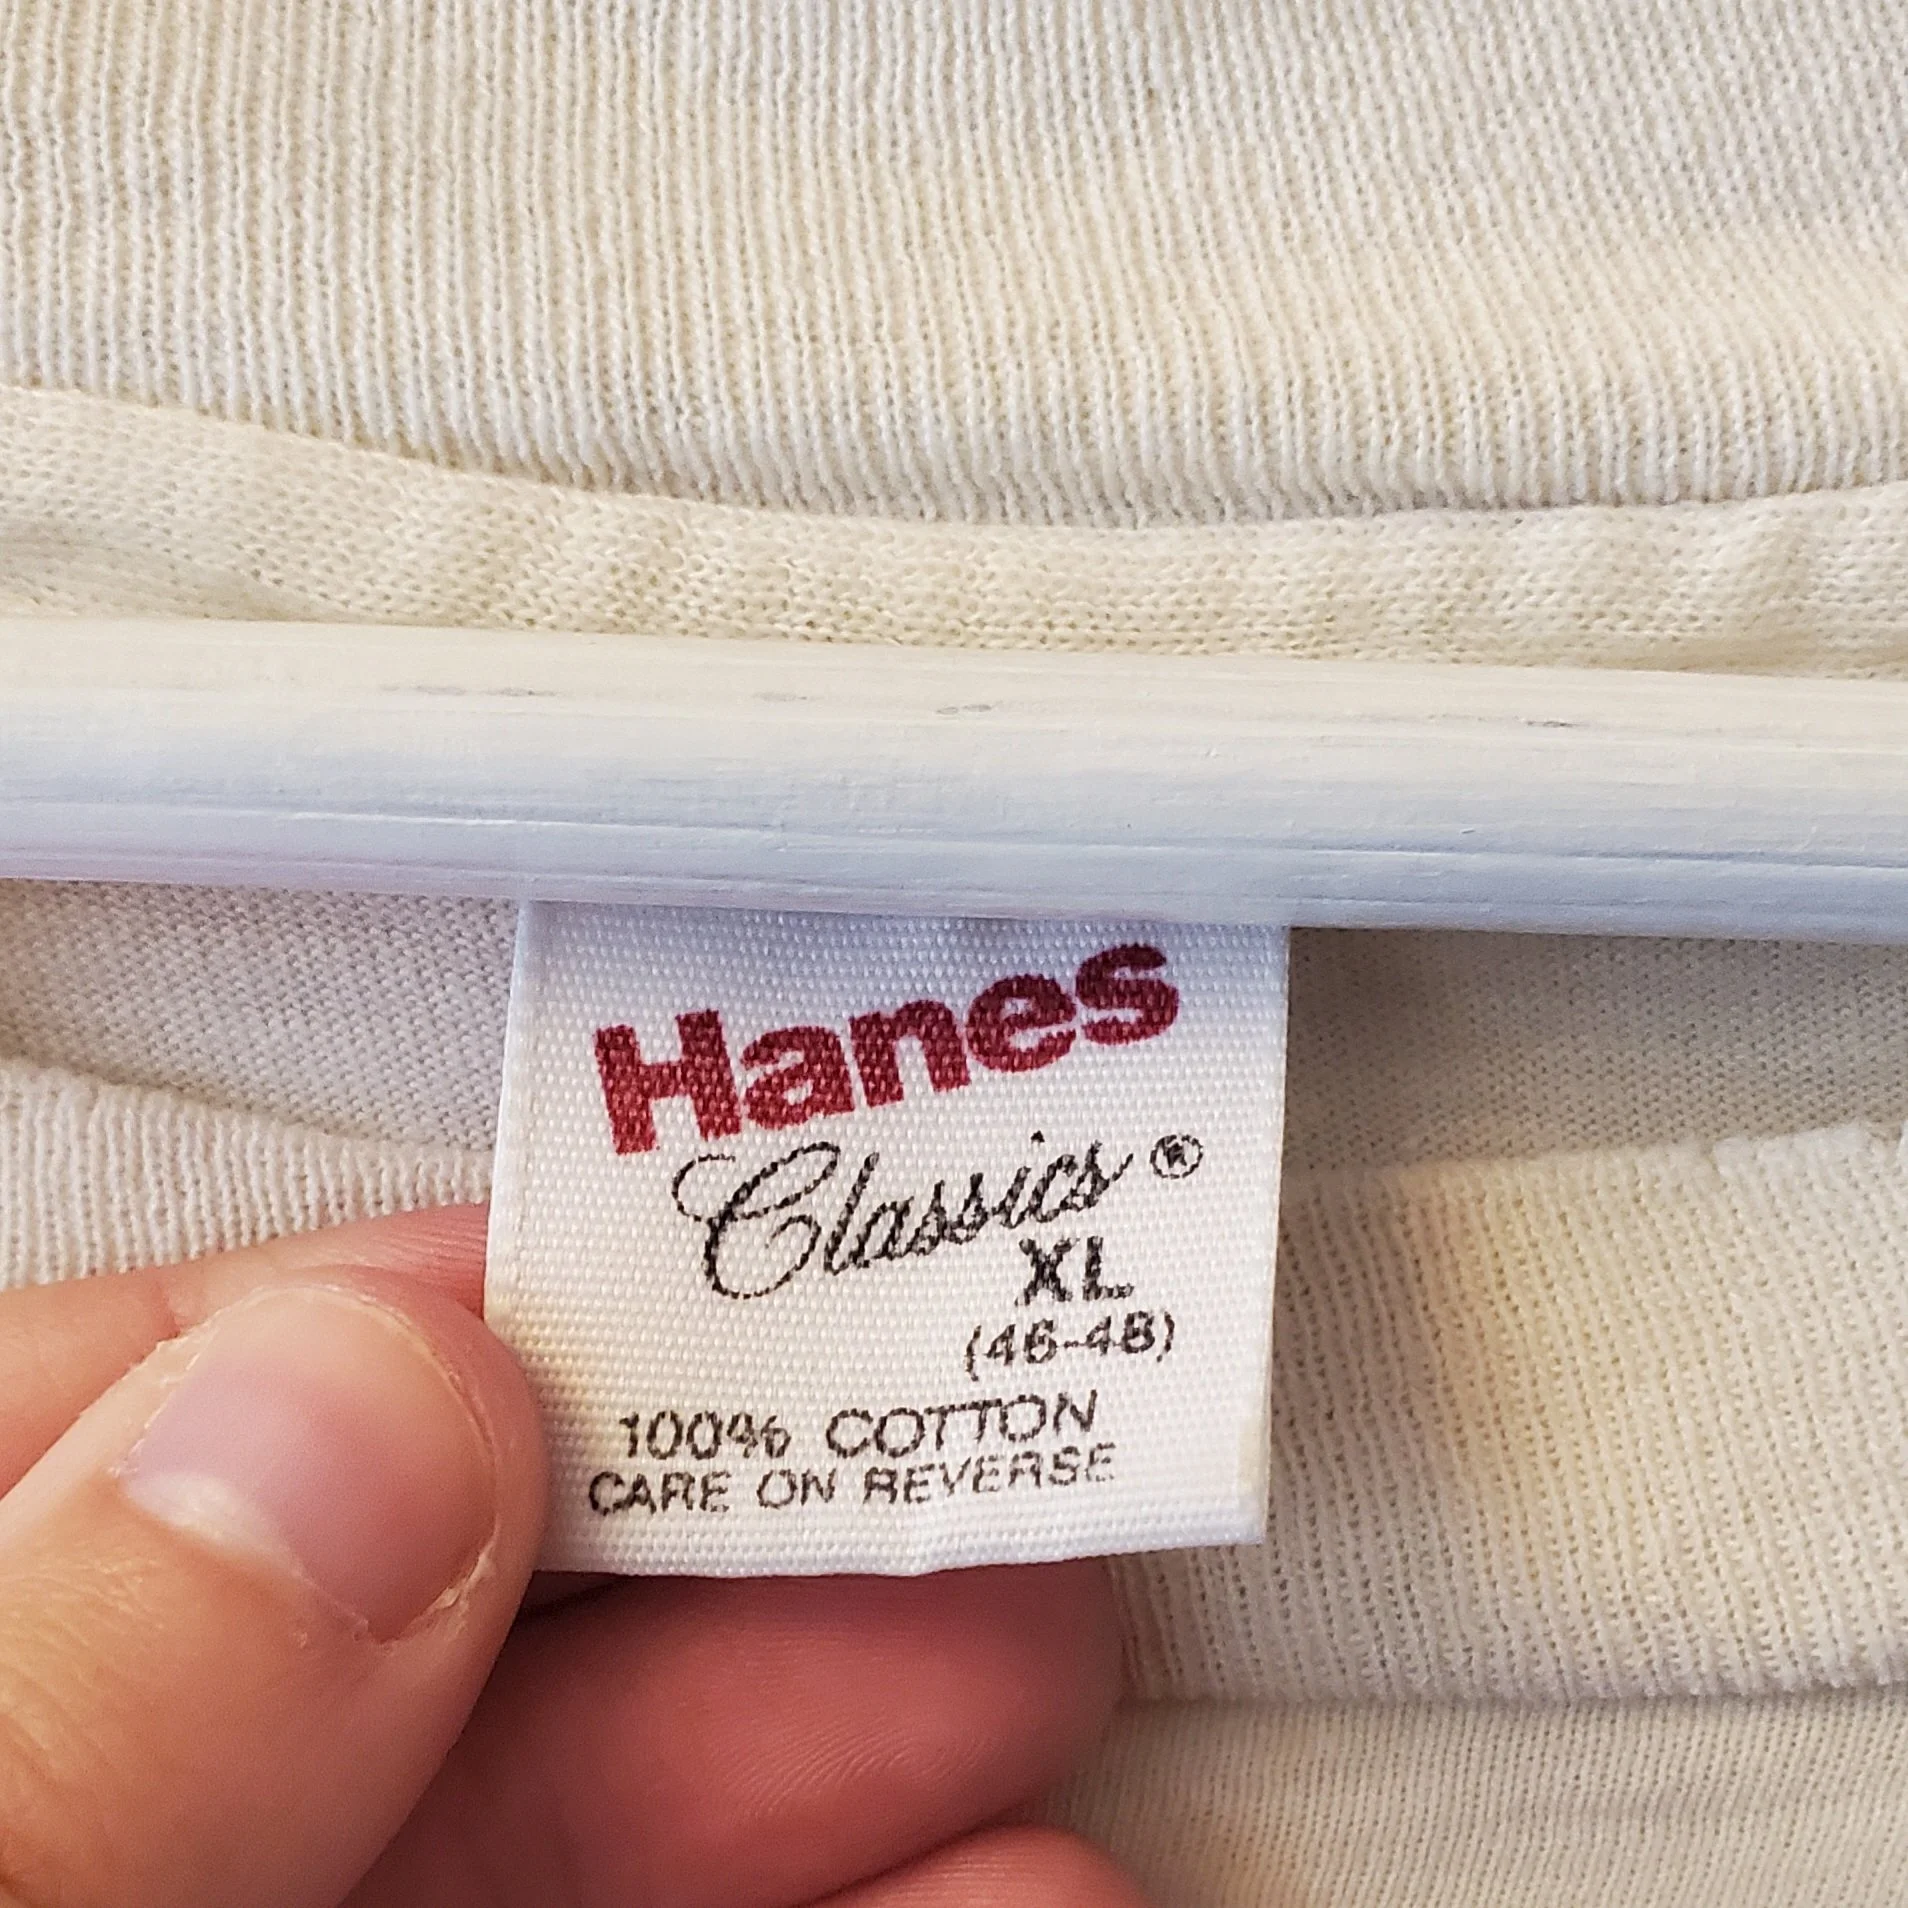 Hanes
Classics®
XL
(46-48)
100% COTTON
CARE ON REVERSE